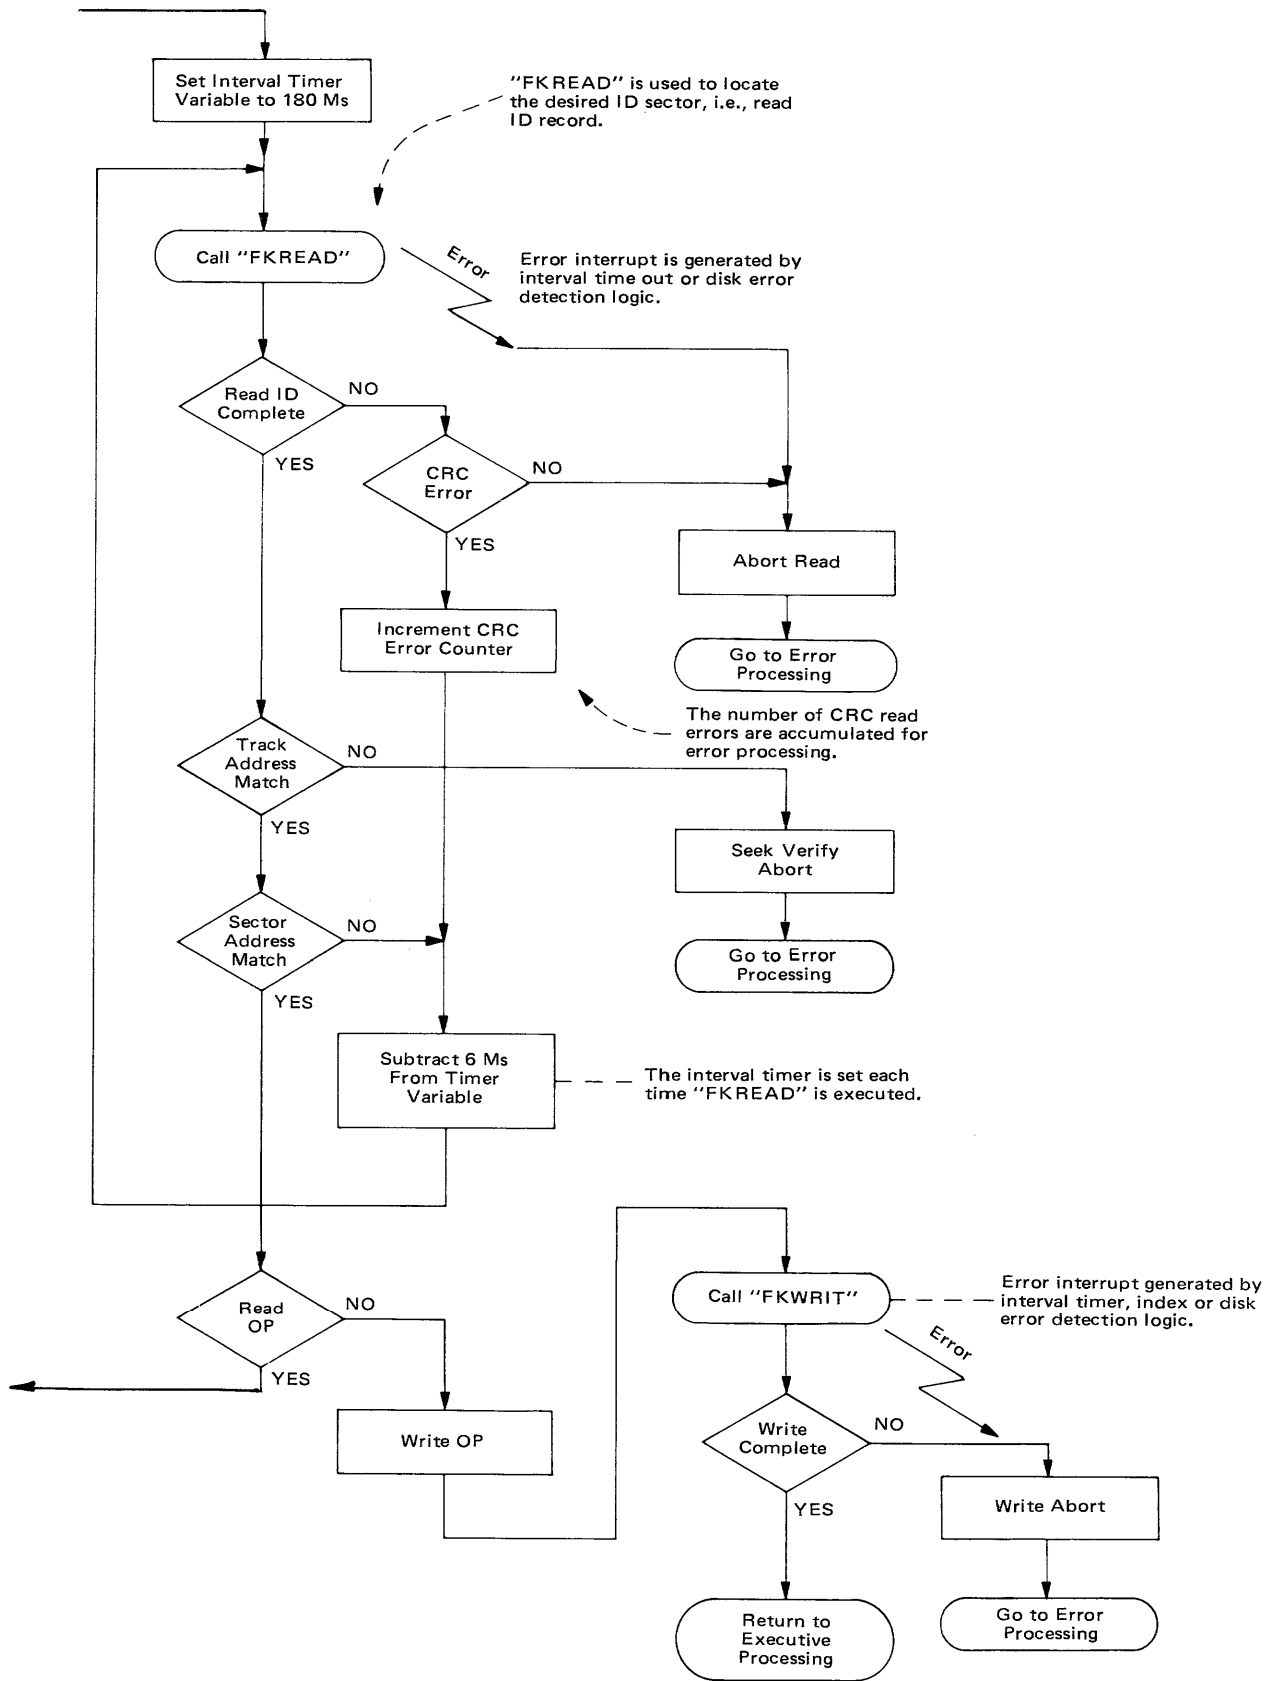 Set Interval Timer
Variable to 180 Ms
"FKREAD" is used to locate
the desired ID sector, i.e., read
ID record.
Call "FKREAD"
Error
Error interrupt is generated by
interval time out or disk error
detection logic.
Read ID
Complete
NO
YES
CRC
Error
NO
YES
Abort Read
Increment CRC
Error Counter
Go to Error
Processing
The number of CRC read
errors are accumulated for
error processing.
Track
Address
Match
NO
YES
Seek Verify
Abort
Sector
Address
Match
NO
YES
Go to Error
Processing
Subtract 6 Ms
From Timer
Variable
The interval timer is set each
time "FKREAD" is executed.
Read
OP
NO
YES
Write OP
Call "FKWRIT"
Error interrupt generated by
interval timer, index or disk
error detection logic.
Error
Write
Complete
NO
YES
Write Abort
Return to
Executive
Processing
Go to Error
Processing